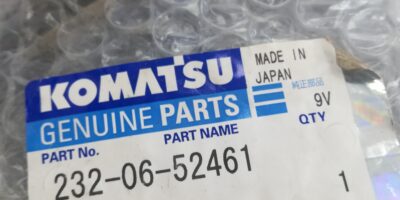 KOMATSU
MADE IN
JAPAN
GENUINE PARTS
純正部品
9V
PART No.
PART NAME
QTY
232-06-52461
1